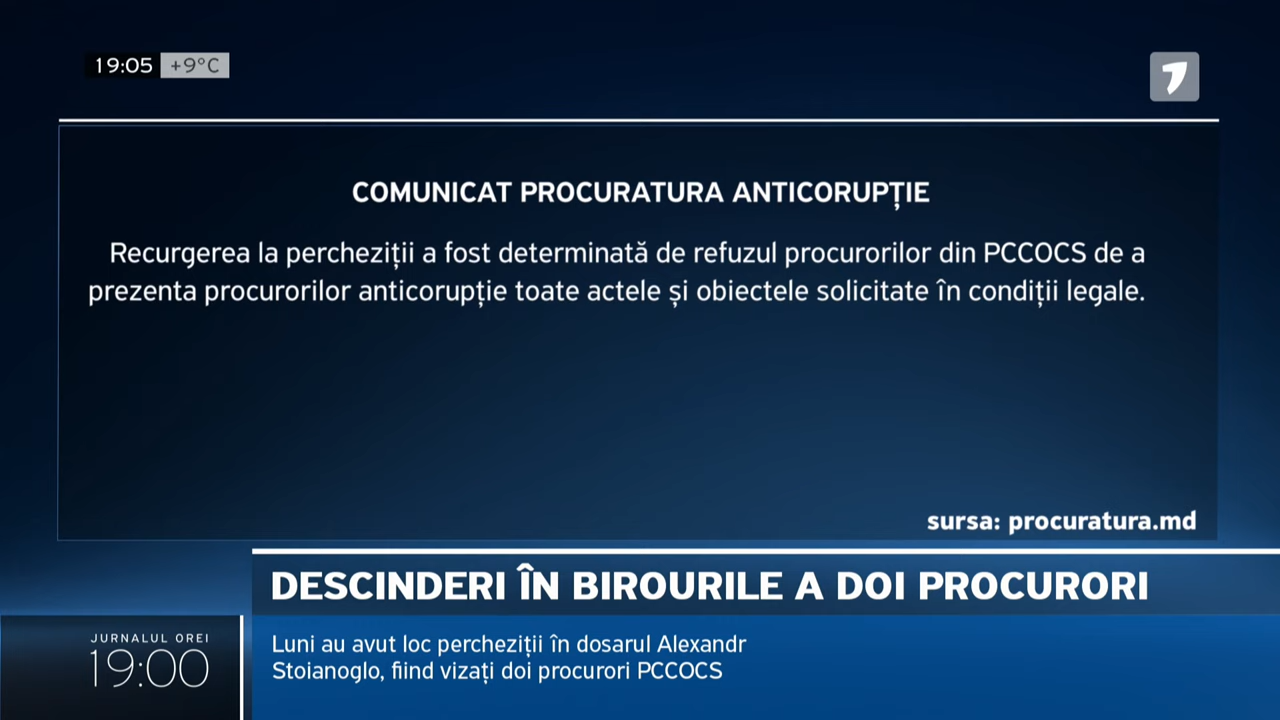 19:05 +9°C
COMUNICAT PROCURATURA ANTICORUPȚIE
Recurgerea la percheziții a fost determinată de refuzul procurorilor din PCCOCS de a
prezenta procurorilor anticorupție toate actele și obiectele solicitate în condiții legale.
sursa: procuratura.md
DESCINDERI ÎN BIROURILE A DOI PROCURORI
JURNALUL OREI
19:00
Luni au avut loc percheziții în dosarul Alexandr
Stoianoglo, fiind vizați doi procurori PCCOCS